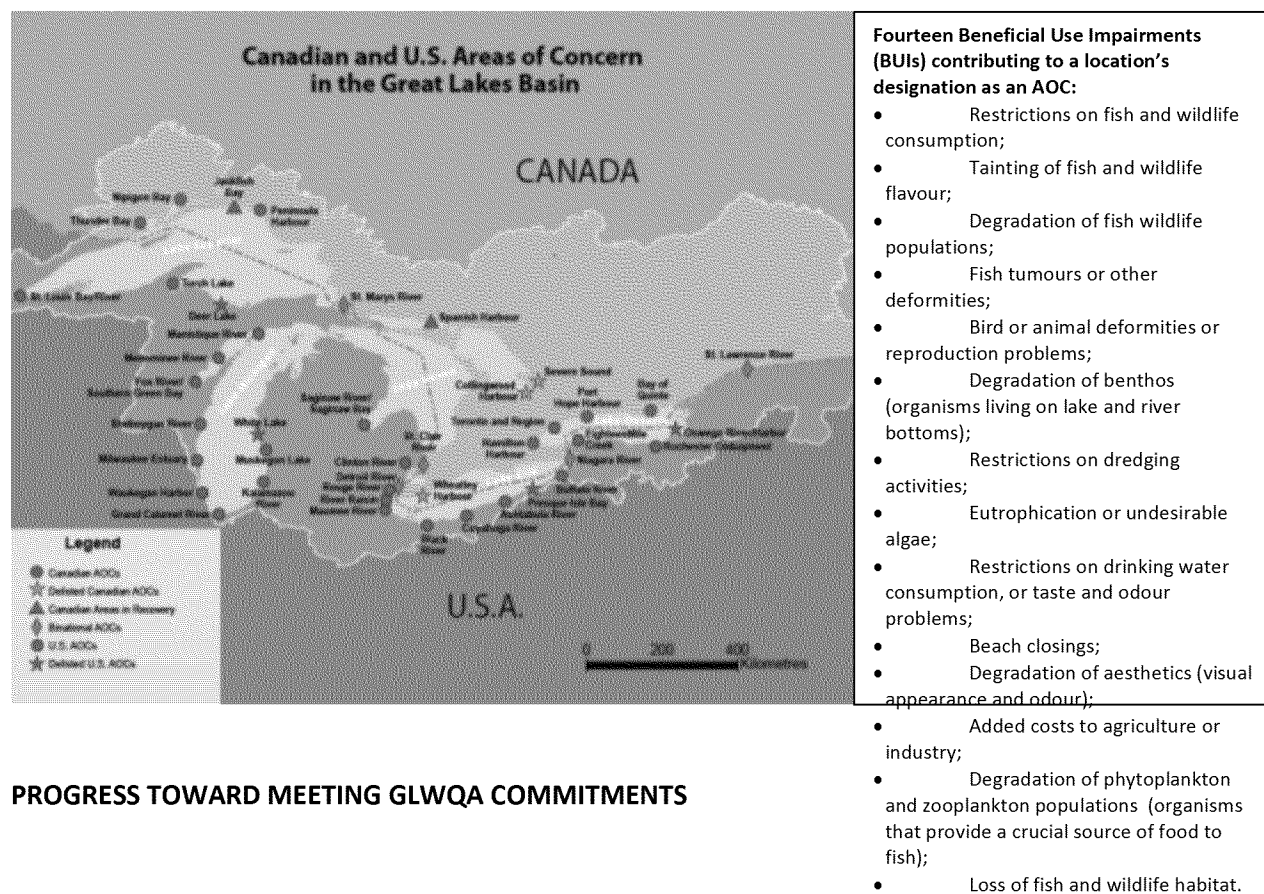 Canadian and U.S. Areas of Concern
in the Great Lakes Basin
CANADA
Nipigon Bay
Jackfish
Bay
Peninsula
Harbour
Thunder Bay
Torch Lake
St. Louis Bay/River
Deer Lake
St. Marys River
Spanish Harbour
Manistique River
Menominee River
Fox River/
Southern Green Bay
Sheboygan River
Milwaukee Estuary
Waukegan Harbor
Grand Calumet River
White Lake
Muskegon Lake
Kalamazoo
River
Saginaw River/
Saginaw Bay
Collingwood
Harbour
Severn Sound
St. Lawrence River
Port
Hope Harbour
Bay of
Quinte
Toronto and Region
Hamilton
Harbour
Eighteenmile
Creek
Oswego River/Harbor
Rochester Embayment
Niagara River
Buffalo River
Presque Isle Bay
Ashtabula River
Cuyahoga River
Black
River
St. Clair
River
Clinton River
Detroit River
Rouge River
River Raisin
Maumee River
Wheatley
Harbour
U.S.A.
Legend
Canadian AOCs
Delisted Canadian AOCs
Canadian Areas in Recovery
Binational AOCs
U.S. AOCs
Delisted U.S. AOCs
0 200 400
Kilometres
Fourteen Beneficial Use Impairments
(BUIs) contributing to a location's
designation as an AOC:
• Restrictions on fish and wildlife
consumption;
• Tainting of fish and wildlife
flavour;
• Degradation of fish wildlife
populations;
• Fish tumours or other
deformities;
• Bird or animal deformities or
reproduction problems;
• Degradation of benthos
(organisms living on lake and river
bottoms);
• Restrictions on dredging
activities;
• Eutrophication or undesirable
algae;
• Restrictions on drinking water
consumption, or taste and odour
problems;
• Beach closings;
• Degradation of aesthetics (visual
appearance and odour);
• Added costs to agriculture or
industry;
• Degradation of phytoplankton
and zooplankton populations (organisms
that provide a crucial source of food to
fish);
• Loss of fish and wildlife habitat.
PROGRESS TOWARD MEETING GLWQA COMMITMENTS